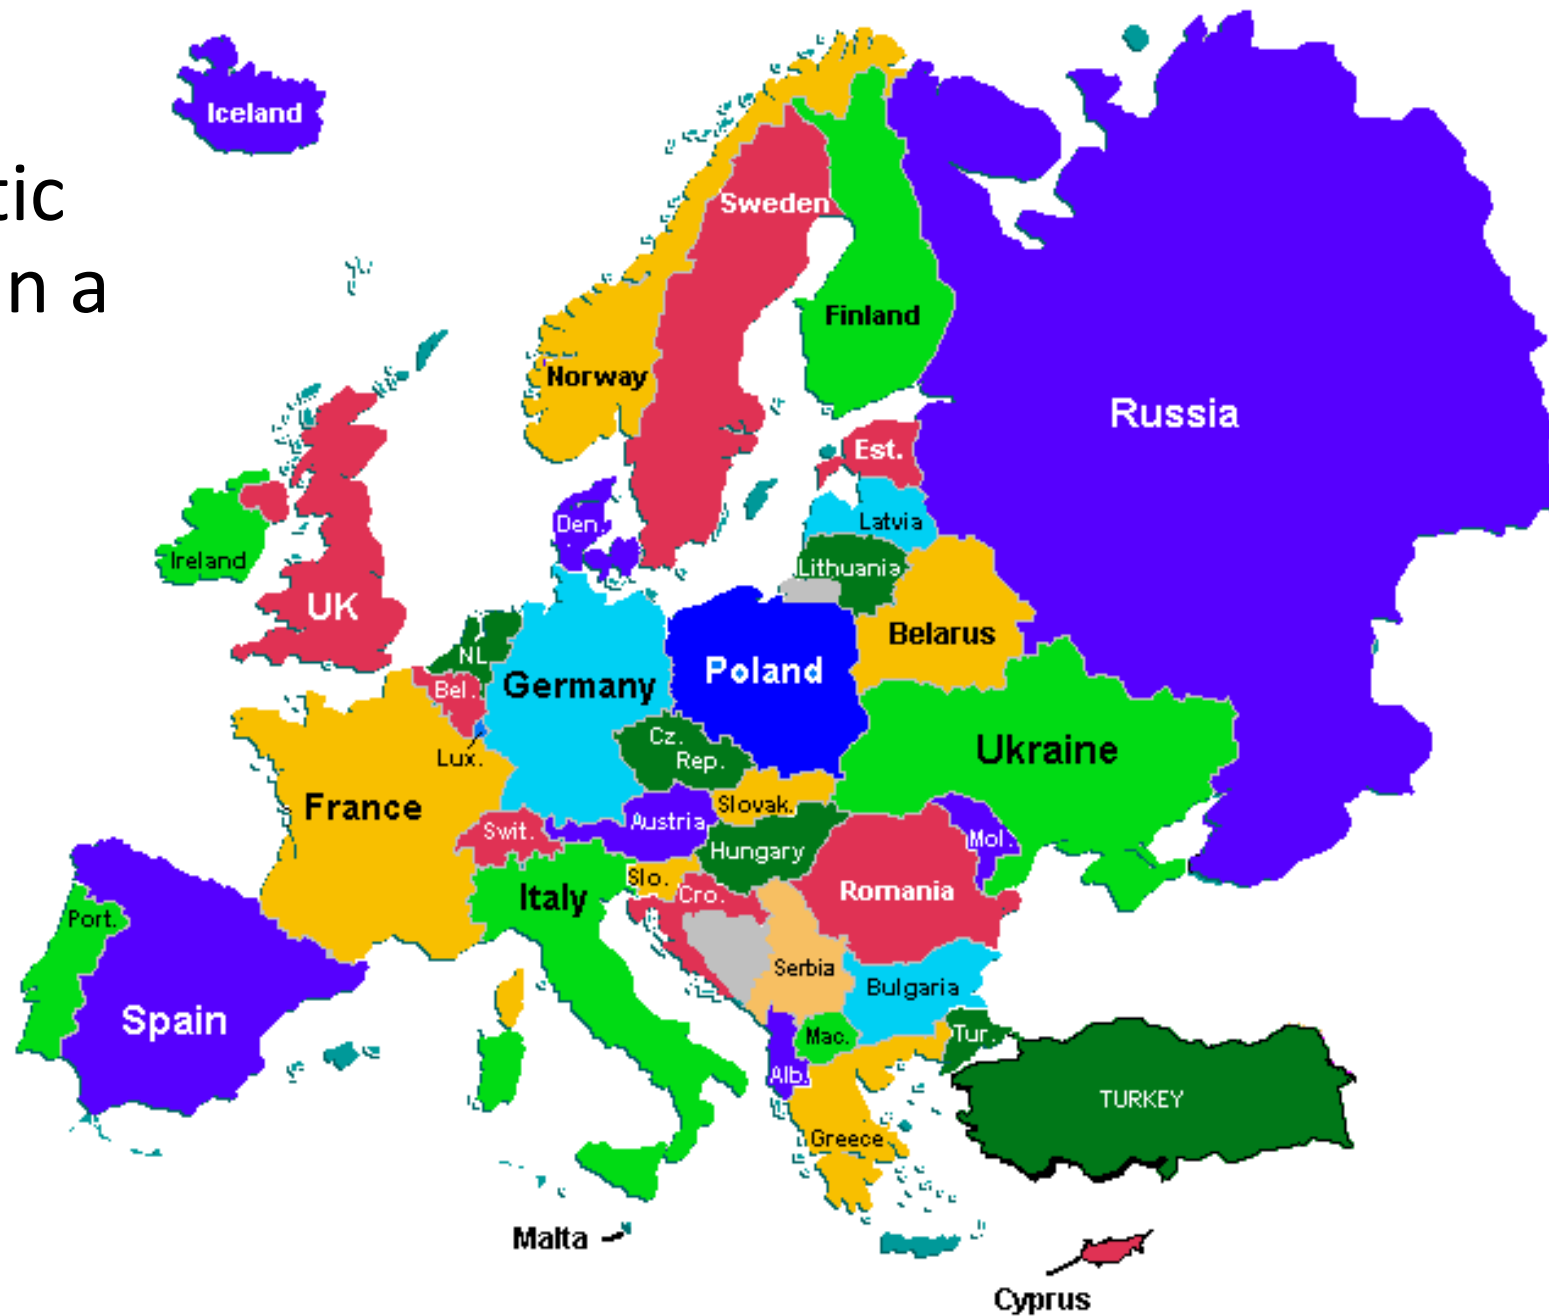 Iceland
tic
n a
Sweden
Finland
Norway
Russia
Est.
Latvia
Den.
Ireland
Lithuania
UK
Belarus
NL
Poland
Bel.
Germany
Cz.
Rep.
Ukraine
Lux.
France
Slovak.
Austria
Swit.
Mol.
Hungary
Slo.
Cro.
Romania
Italy
Port.
Serbia
Bulgaria
Spain
Mac.
Tur.
Alb.
TURKEY
Greece
Malta
Cyprus